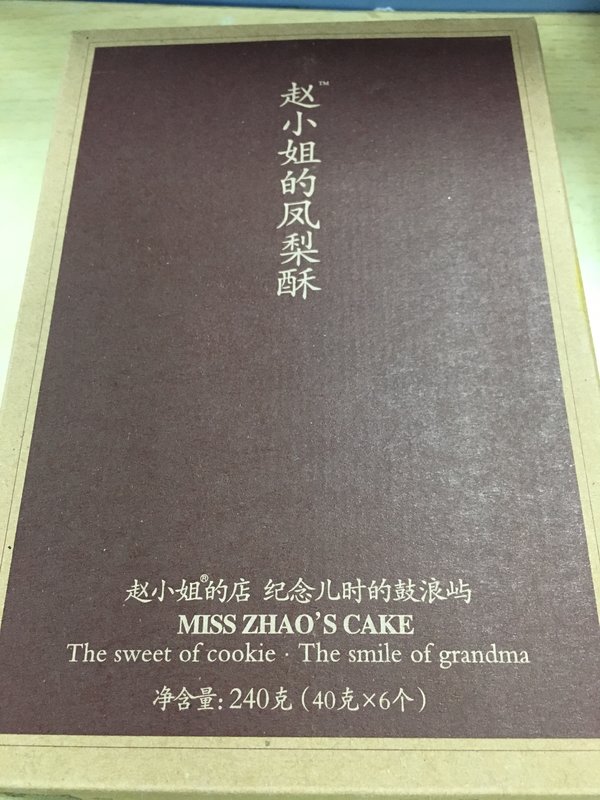 赵小姐的凤梨酥™
赵小姐®的店 纪念儿时的鼓浪屿
MISS ZHAO'S CAKE
The sweet of cookie · The smile of grandma
净含量: 240克 (40克×6个)